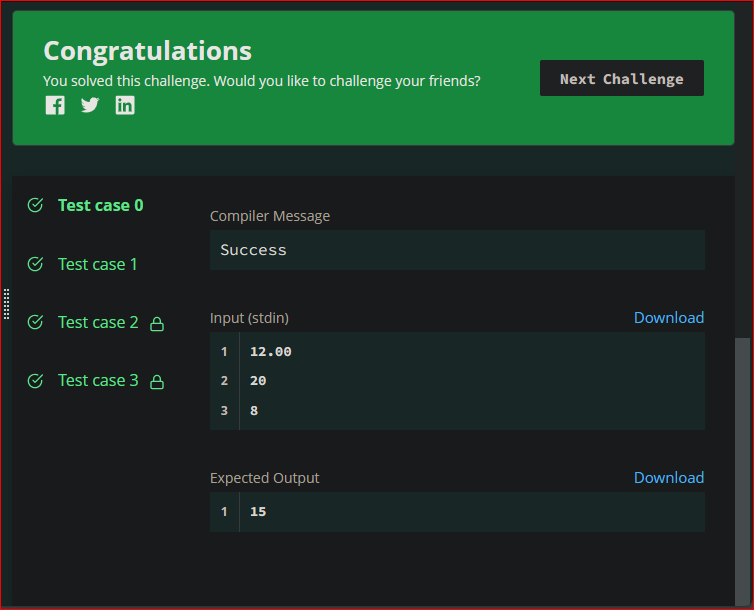 Congratulations
You solved this challenge. Would you like to challenge your friends?
Next Challenge
Test case 0
Test case 1
Test case 2
Test case 3
Compiler Message
Success
Input (stdin)
Download
1 12.00
2 20
3 8
Expected Output
Download
1 15